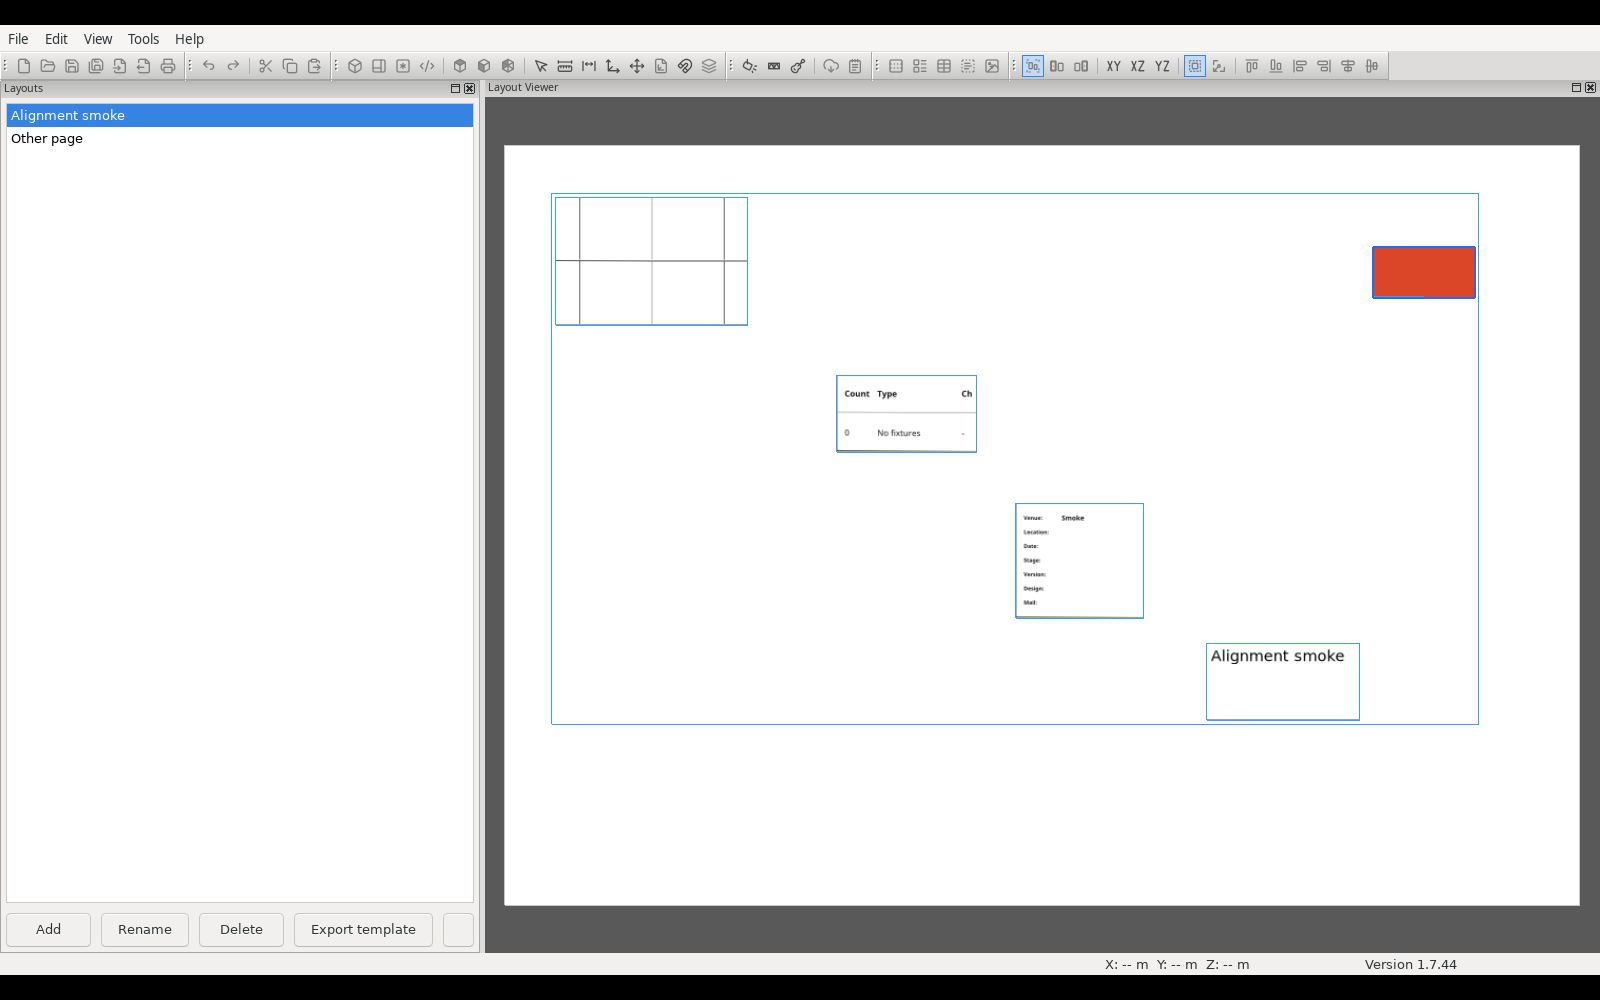 File Edit View Tools Help
XY XZ YZ
Layouts
Layout Viewer
Alignment smoke
Other page
Count Type Ch
0 No fixtures -
Venue: Smoke
Location:
Date:
Stage:
Version:
Design:
Mail:
Alignment smoke
Add Rename Delete Export template
X: -- m Y: -- m Z: -- m Version 1.7.44